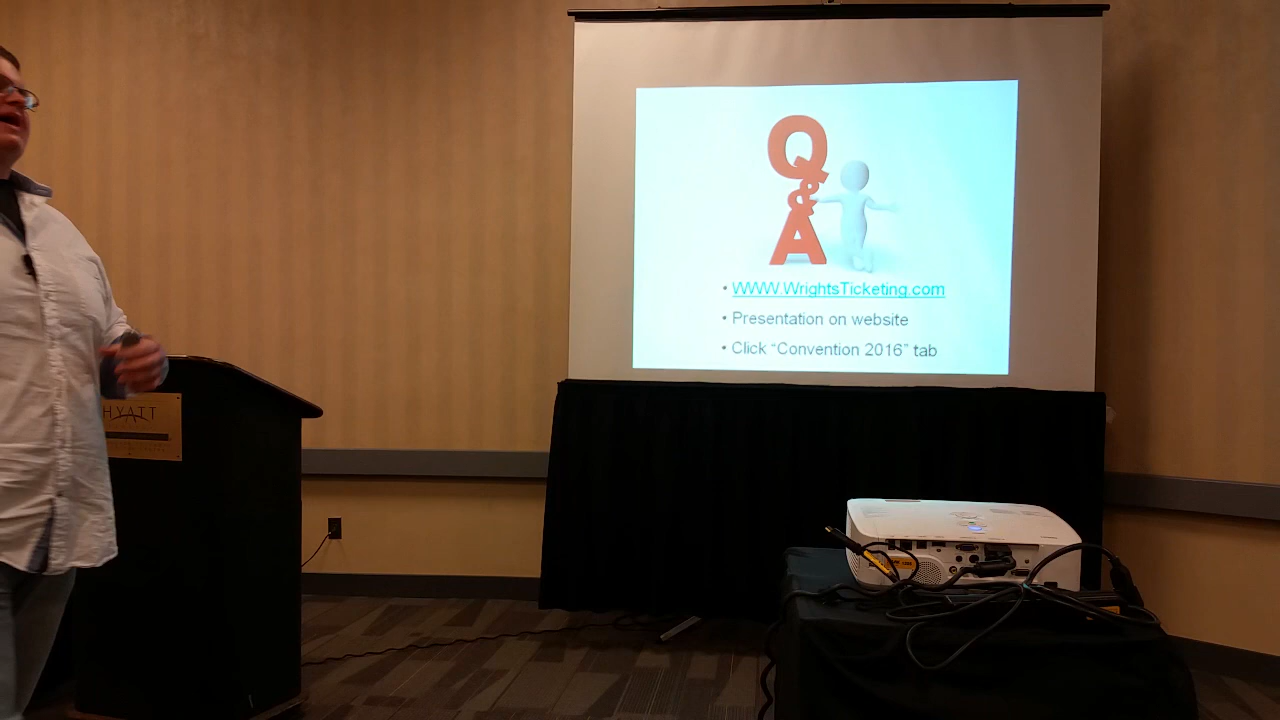 Q
&
A
• WWW.WrightsTicketing.com
• Presentation on website
• Click “Convention 2016” tab
HYATT